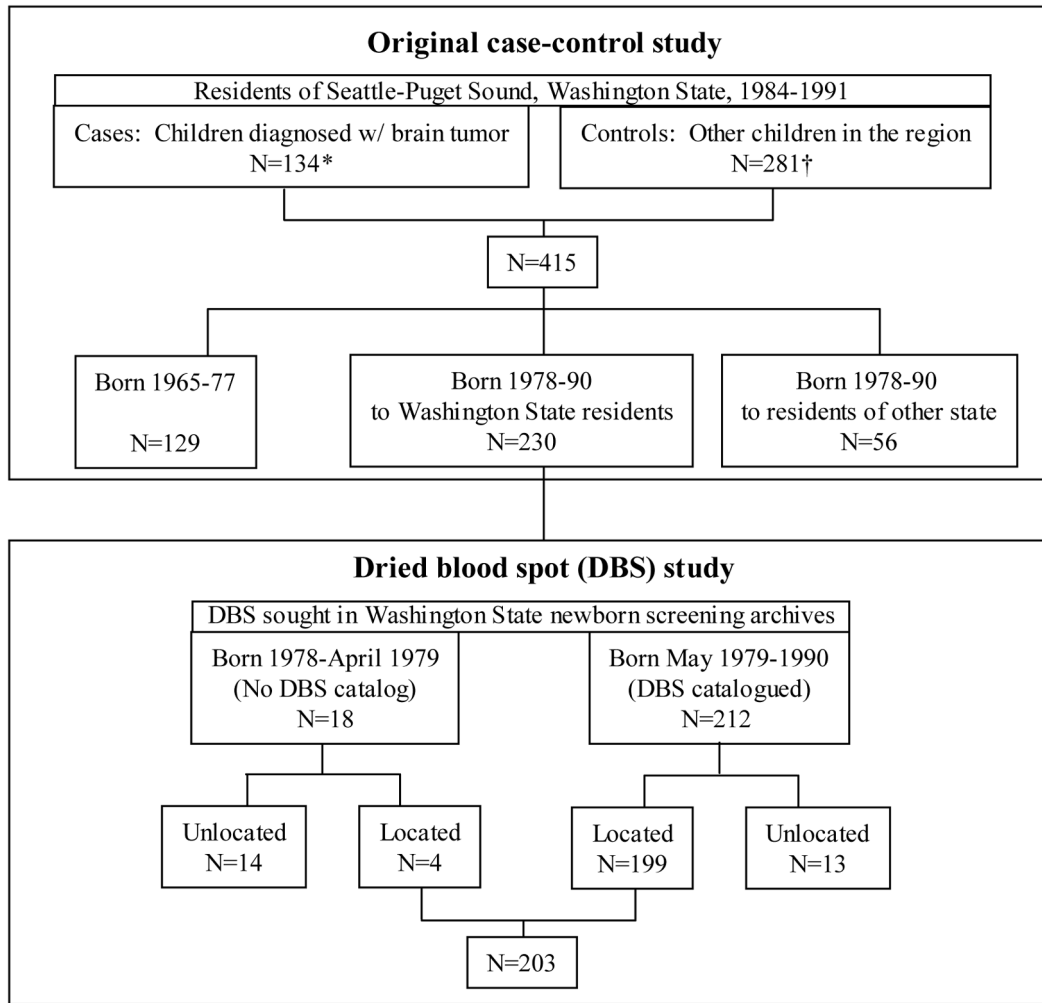 Original case-control study
Residents of Seattle-Puget Sound, Washington State, 1984-1991
Cases: Children diagnosed w/ brain tumor
N=134*
Controls: Other children in the region
N=281†
N=415
Born 1965-77
N=129
Born 1978-90
to Washington State residents
N=230
Born 1978-90
to residents of other state
N=56
Dried blood spot (DBS) study
DBS sought in Washington State newborn screening archives
Born 1978-April 1979
(No DBS catalog)
N=18
Born May 1979-1990
(DBS catalogued)
N=212
Unlocated
N=14
Located
N=4
Located
N=199
Unlocated
N=13
N=203